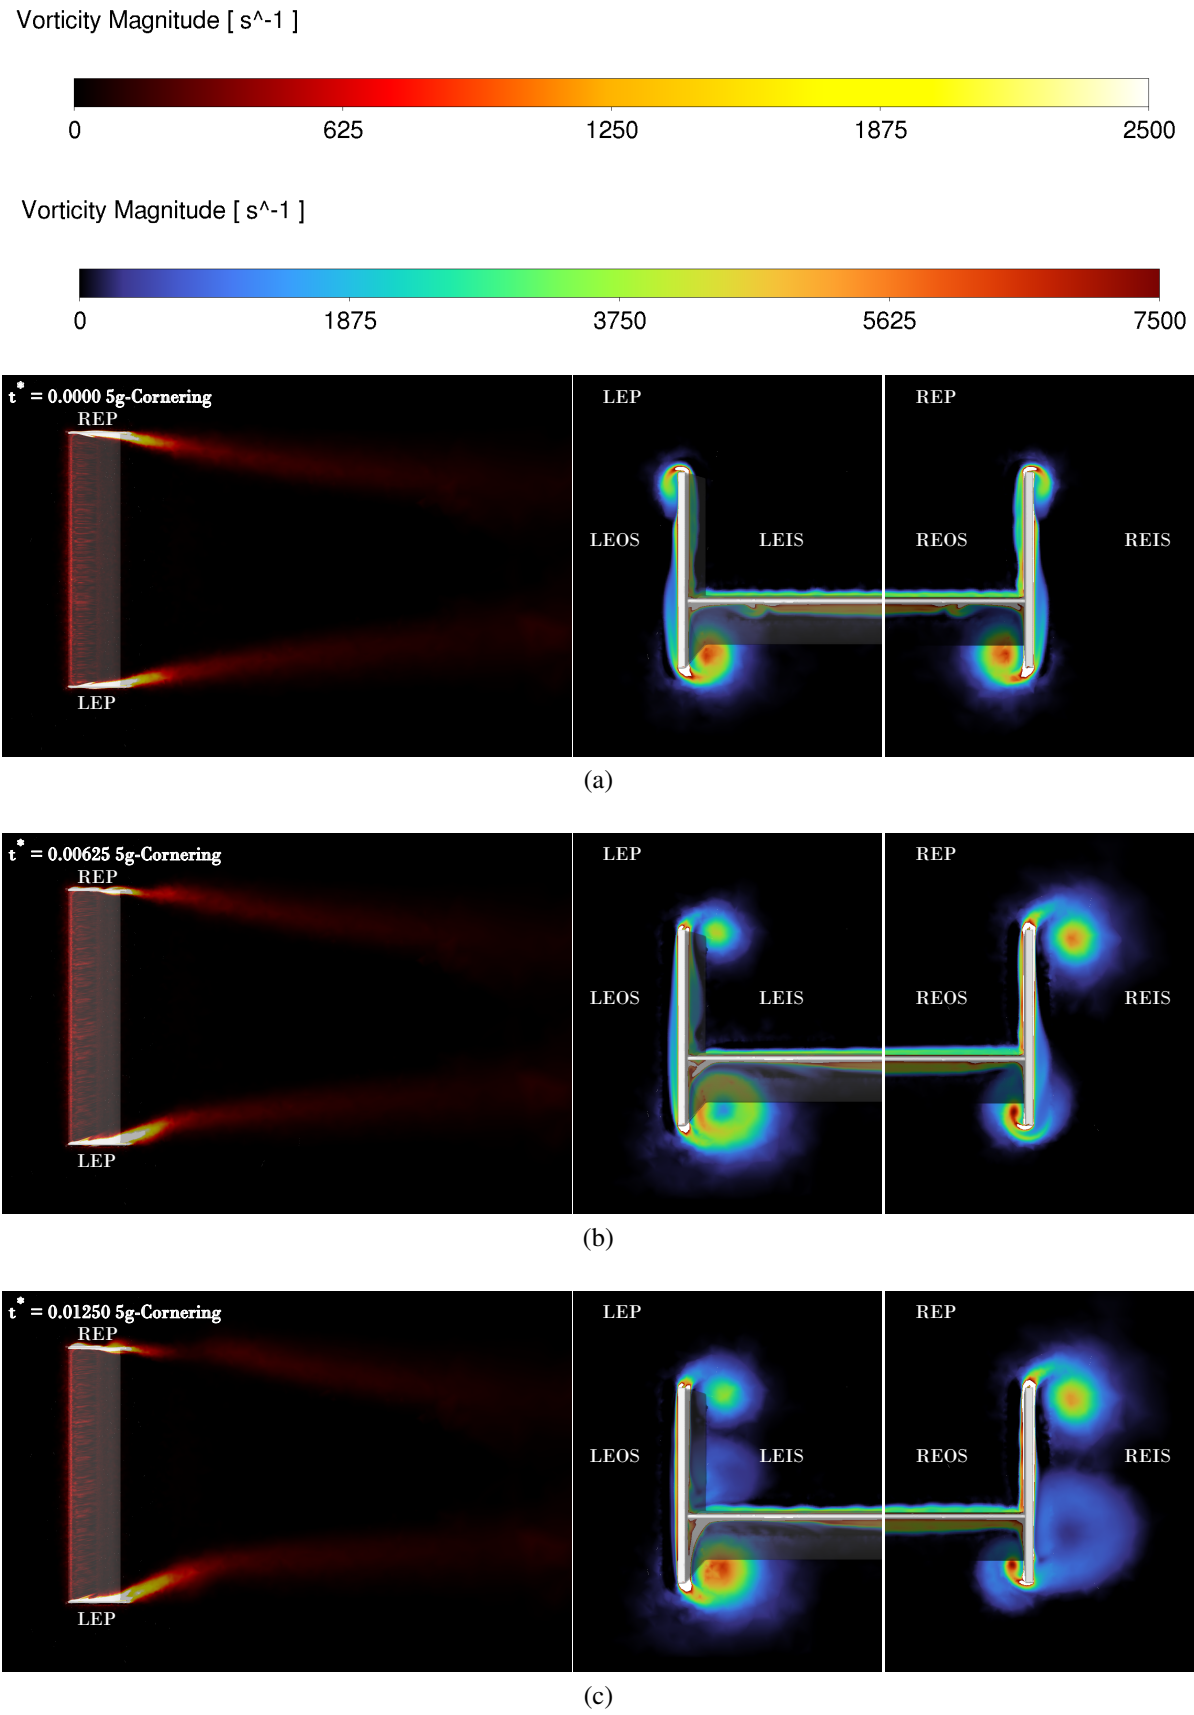 Vorticity Magnitude [ s^-1 ]
0 625 1250 1875 2500
Vorticity Magnitude [ s^-1 ]
0 1875 3750 5625 7500
t* = 0.0000 5g-Cornering
REP
LEP
LEP REP
LEOS LEIS REOS REIS
(a)
t* = 0.00625 5g-Cornering
REP
LEP
LEP REP
LEOS LEIS REOS REIS
(b)
t* = 0.01250 5g-Cornering
REP
LEP
LEP REP
LEOS LEIS REOS REIS
(c)